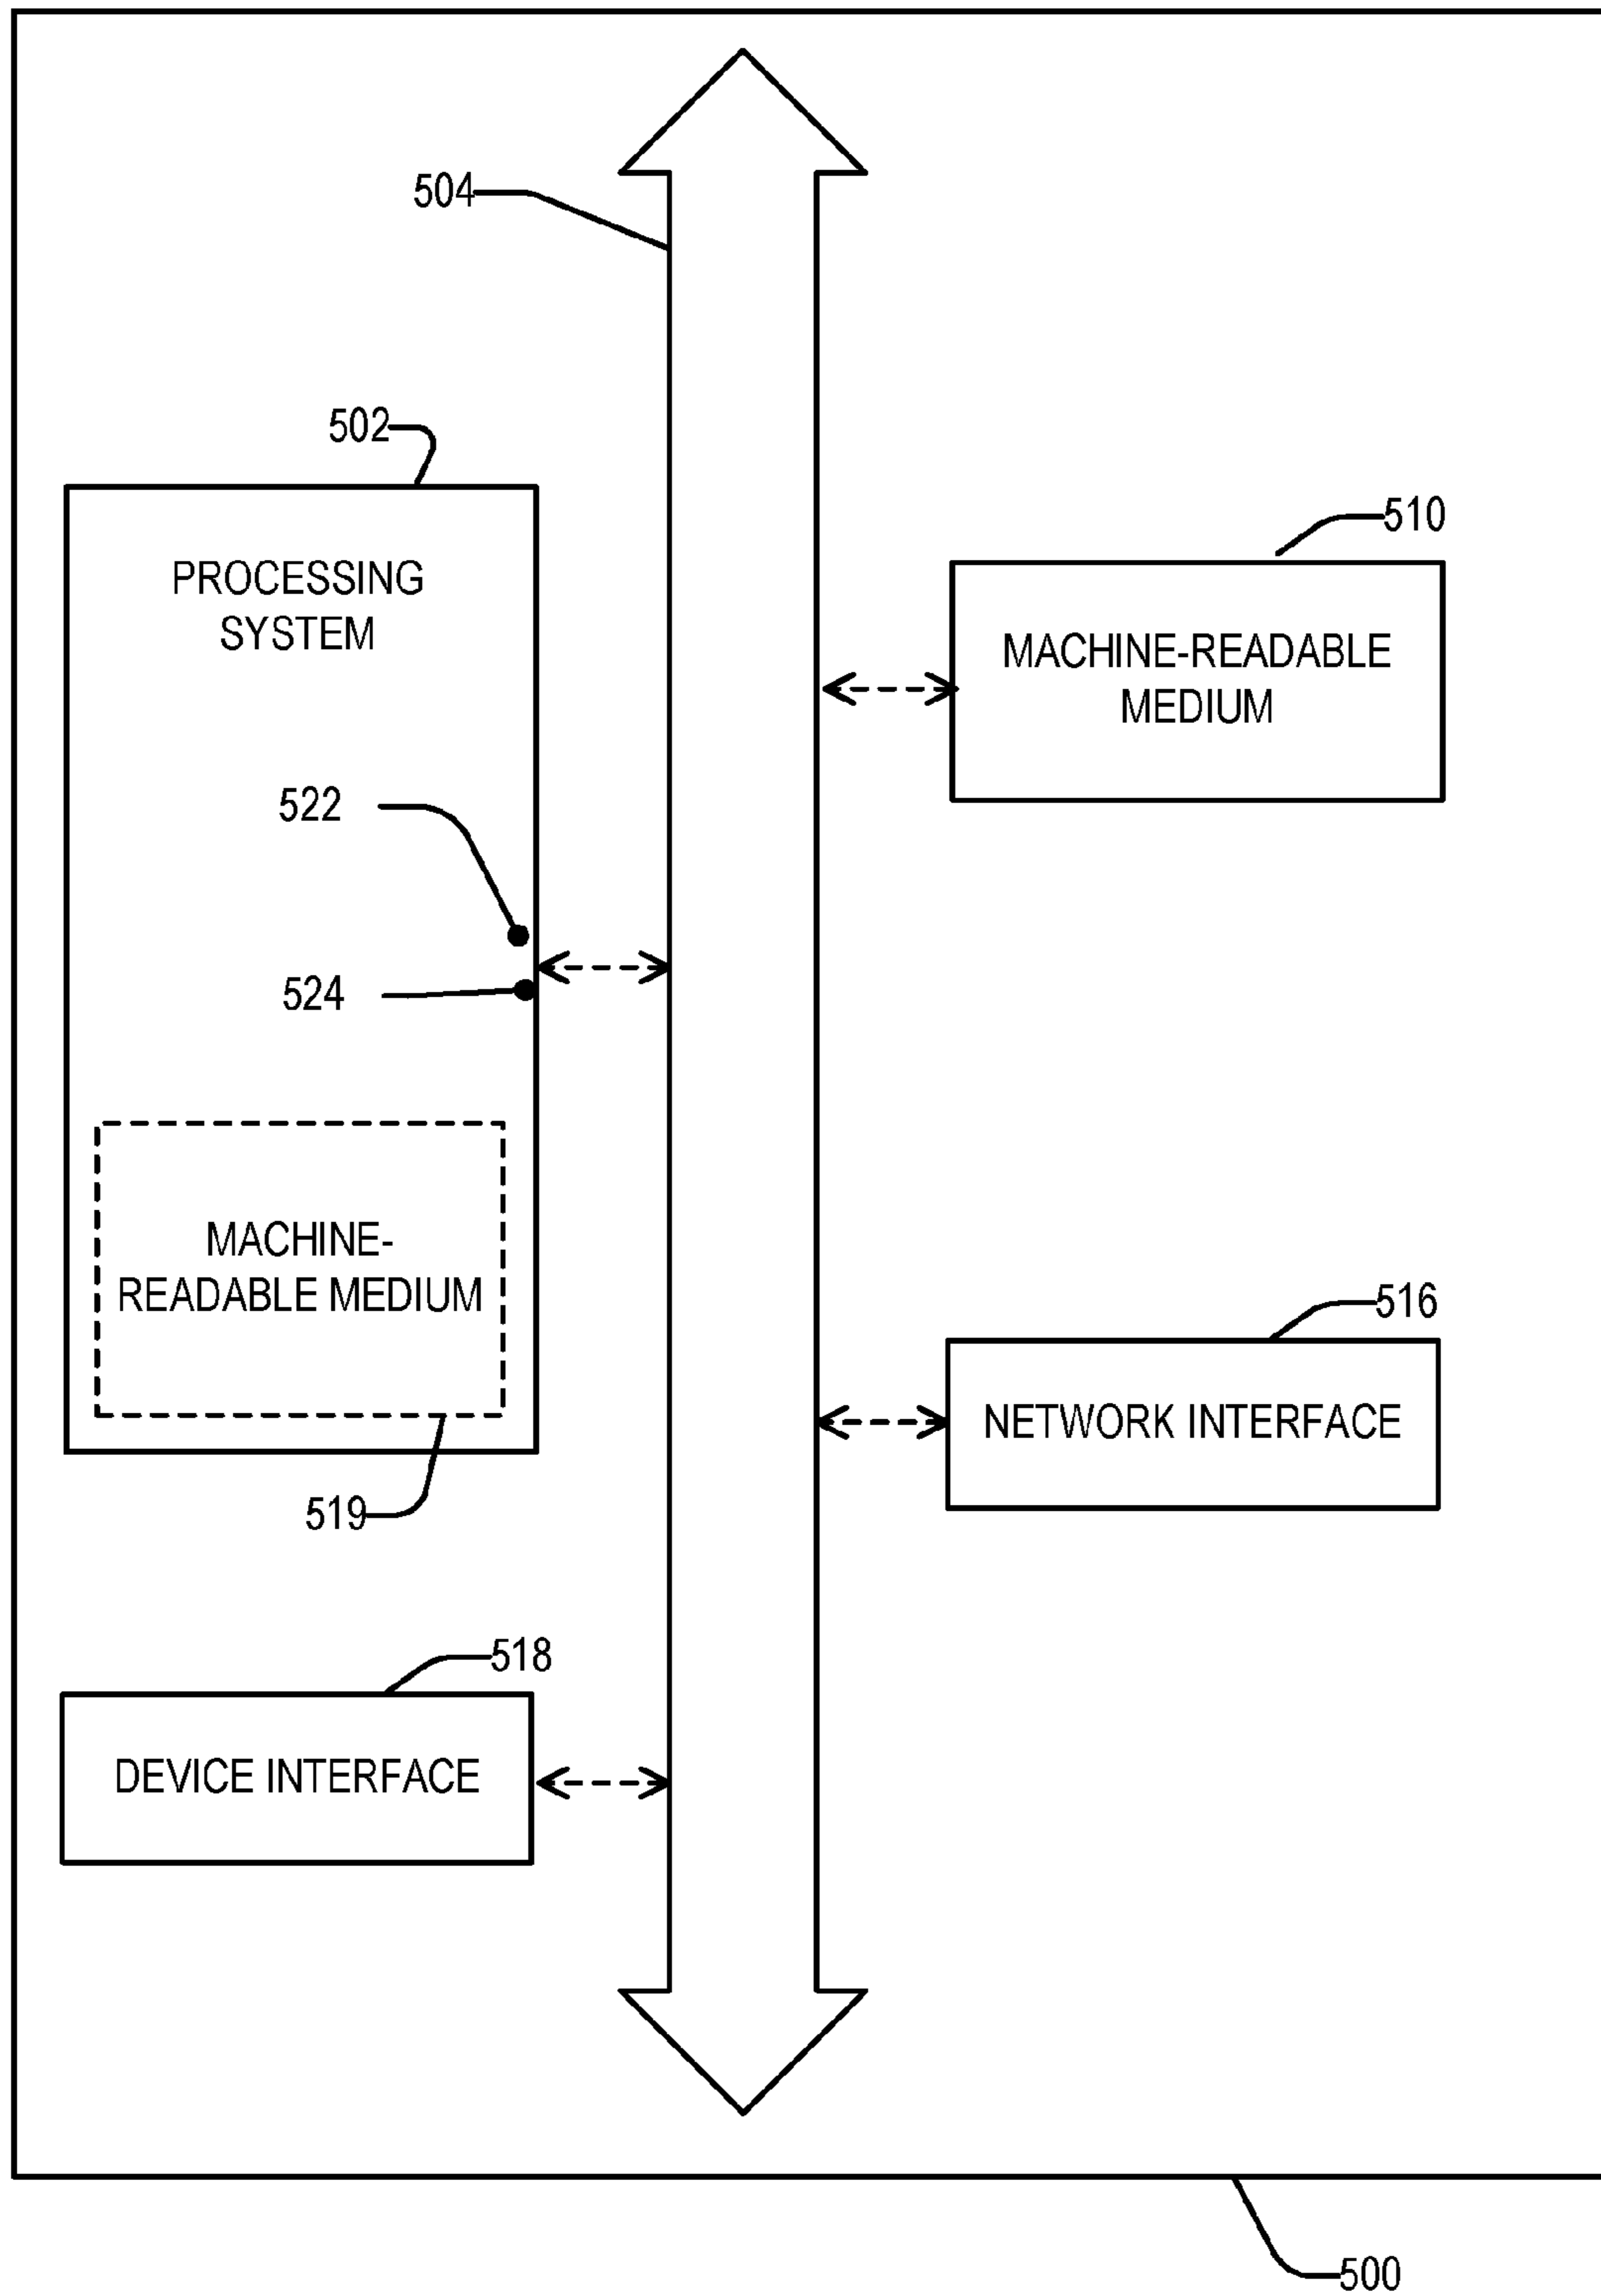 504
502
PROCESSING
SYSTEM
510
MACHINE-READABLE
MEDIUM
522
524
MACHINE-
READABLE MEDIUM
516
NETWORK INTERFACE
519
518
DEVICE INTERFACE
500